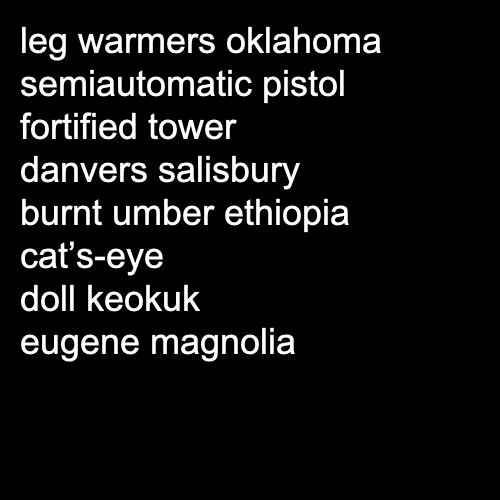 leg warmers oklahoma
semiautomatic pistol
fortified tower
danvers salisbury
burnt umber ethiopia
cat’s-eye
doll keokuk
eugene magnolia